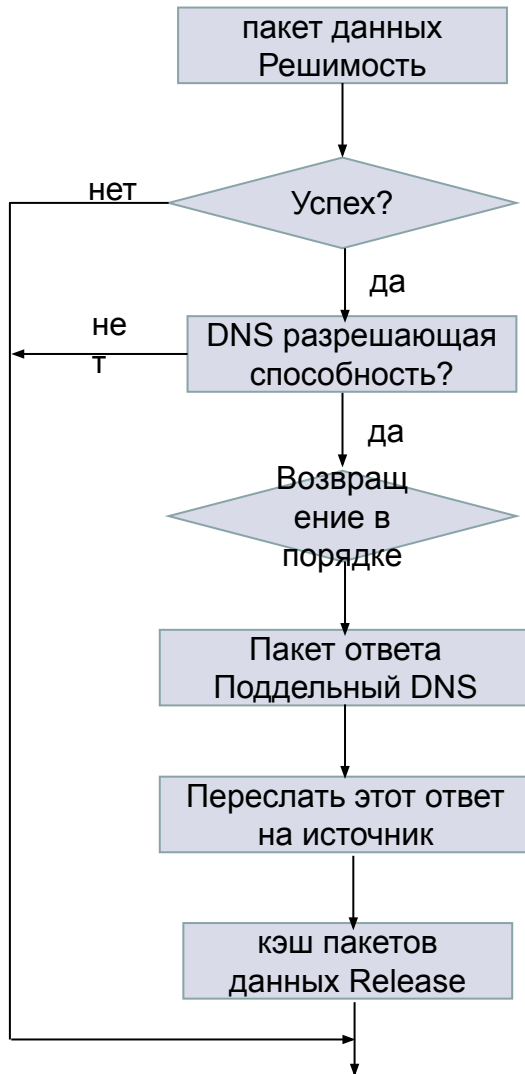 пакет данных
Решимость
нет
Успех?
да
не
т
DNS разрешающая
способность?
да
Возвращ
ение в
порядке
Пакет ответа
Поддельный DNS
Переслать этот ответ
на источник
кэш пакетов
данных Release